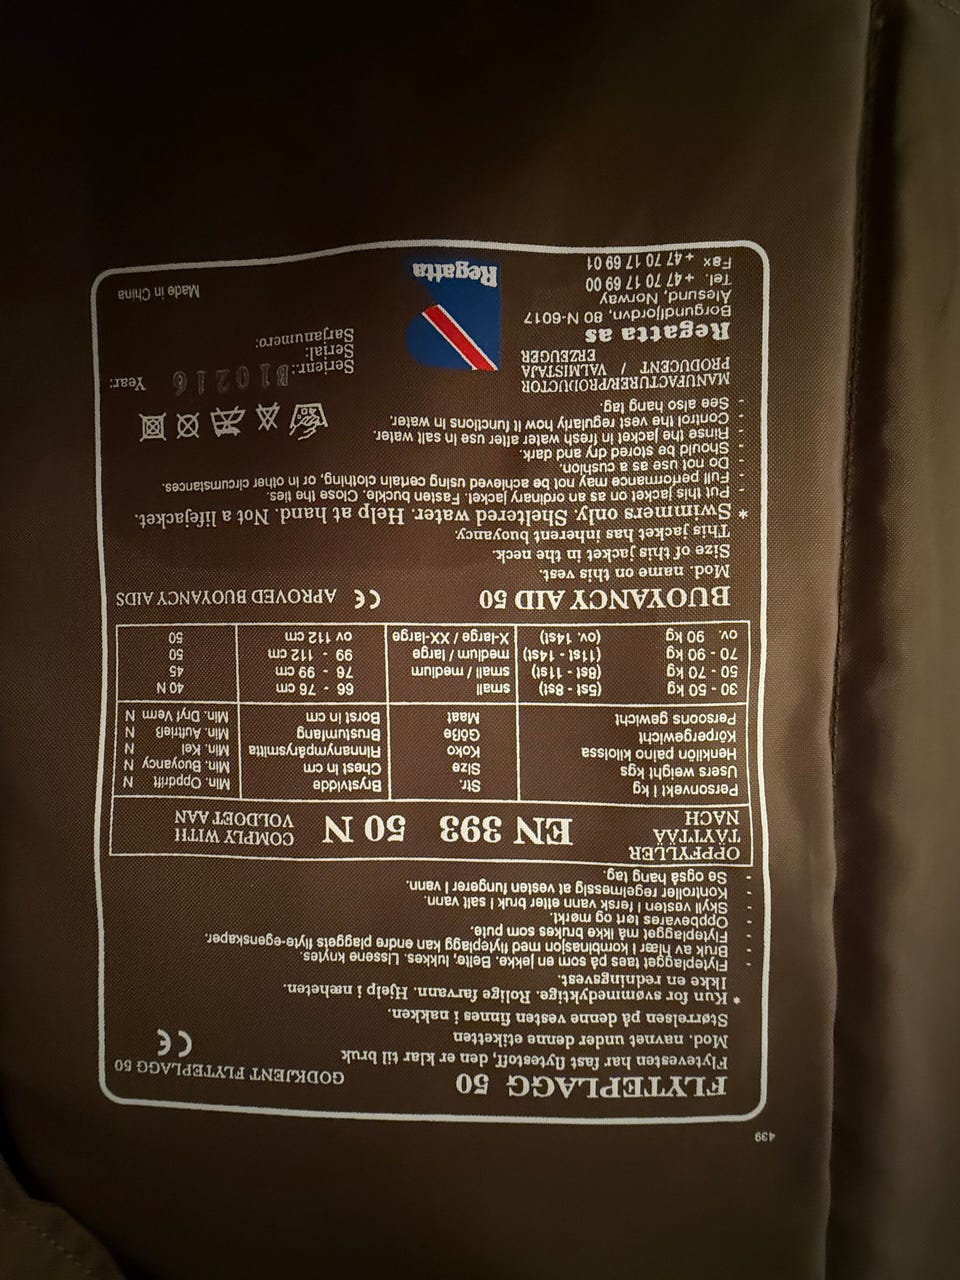 439
FLYTEPLAGG 50 GODKJENT FLYTEPLAGG 50
Flytevesten har fast flytestoff, den er klar til bruk CE
Mod. navnet under denne etiketten
Størrelsen på denne vesten finnes i nakken.
* Kun for svømmedyktige. Rolige farvann. Hjelp i nærheten.
Ikke en redningsvest.
- Flyteplagget taes på som en jekke. Belte, lukkes. Lissene knytes.
- Bruk av klær i kombinasjon med flyteplagg kan endre plaggets flyte-egenskaper.
- Flyteplagget må ikke brukes som pute.
- Oppbevares tørt og mørkt.
- Skyll vesten i fersk vann etter bruk i salt vann.
- Kontroller regelmessig at vesten fungerer i vann.
- Se også hang tag.
OPPFYLLER
TÄYTTÄÄ
NACH
EN 393 50 N
COMPLY WITH
VOLDOET AAN
Personvekt i kg Str. Brystvidde Min. Oppdrift N
Users weight kgs Size Chest in cm Min. Buoyancy N
Henkilön paino kiloissa Koko Rinnanympärysmitta Min. Kel N
Körpergewicht Göße Brustumfang Min. Auftrieß N
Persoons gewicht Maat Borst in cm Min. Dryf Verm N
30 - 50 kg (5st - 8st) small 66 - 76 cm 40 N
50 - 70 kg (8st - 11st) small / medium 76 - 99 cm 45
70 - 90 kg (11st - 14st) medium / large 99 - 112 cm 50
ov. 90 kg (ov. 14st) X-large / XX-large ov 112 cm 50
BUOYANCY AID 50 CE APROVED BUOYANCY AIDS
Mod. name on this vest.
Size of this jacket in the neck.
This jacket has inherent buoyancy.
* Swimmers only. Sheltered water. Help at hand. Not a lifejacket.
- Put this jacket on as an ordinary jacket. Fasten buckle. Close the ties.
- Full performance may not be achieved using certain clothing, or in other circumstances.
- Do not use as a cushion.
- Should be stored dry and dark.
- Rinse the jacket in fresh water after use in salt water.
- Control the vest regularly how it functions in water.
- See also hang tag.
40°
MANUFACTURER/PRODUCTOR
PRODUCENT / VALMISTAJA
ERZEUGER
Regatta as
Borgundfjordvn, 80 N-6017
Ålesund, Norway
Tel. +47 70 17 69 00
Fax +47 70 17 69 01
Regatta
Serienr.: B10216 Year:
Serial:
Sarjanumero:
Made in China